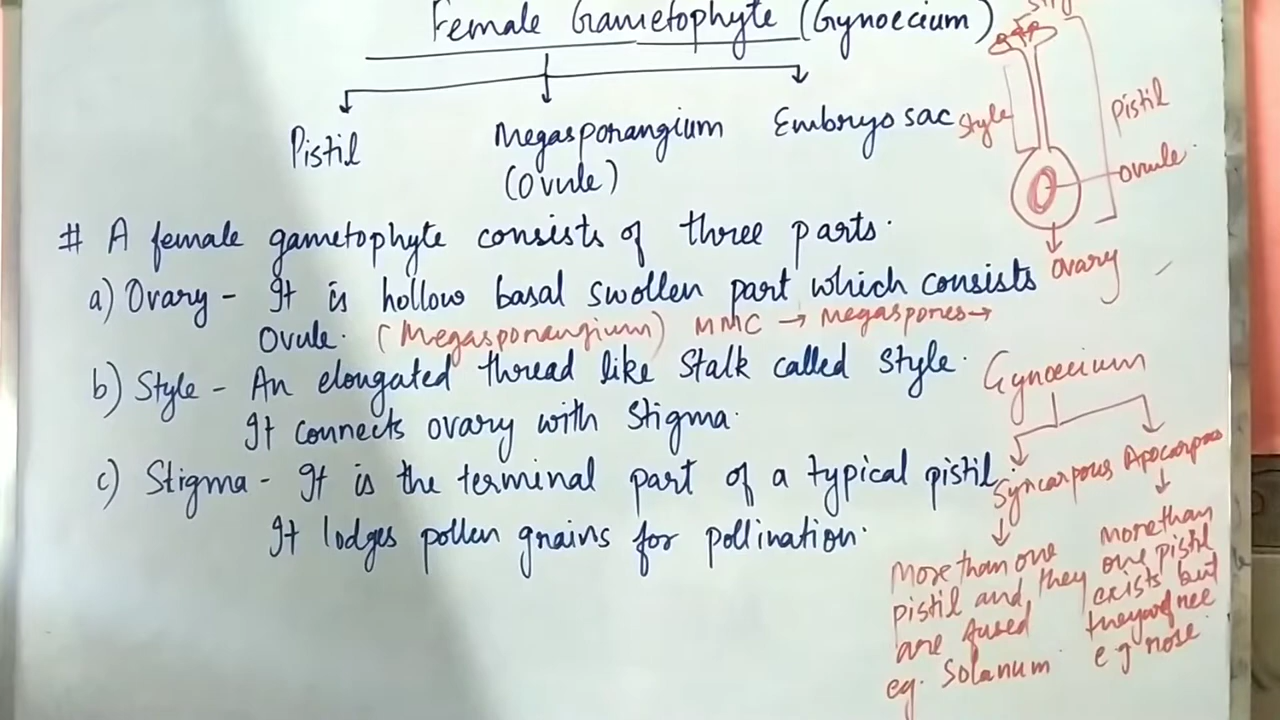 Female Gametophyte (Gynoecium)
Pistil
Megasporangium
(Ovule)
Embryo sac
Style
Pistil
ovule
ovary
# A female gametophyte consists of three parts.
a) Ovary - It is hollow basal swollen part which consists
Ovule. (Megasporangium) MMC → Megaspores →
b) Style - An elongated thread like Stalk called Style.
It connects ovary with Stigma.
c) Stigma - It is the terminal part of a typical pistil.
It lodges pollen grains for pollination.
Gynoecium
Syncarpous
More than one
pistil and they
are fused
eg. Solanum
Apocarpous
More than
one pistil
exists but
they are free
eg rose.